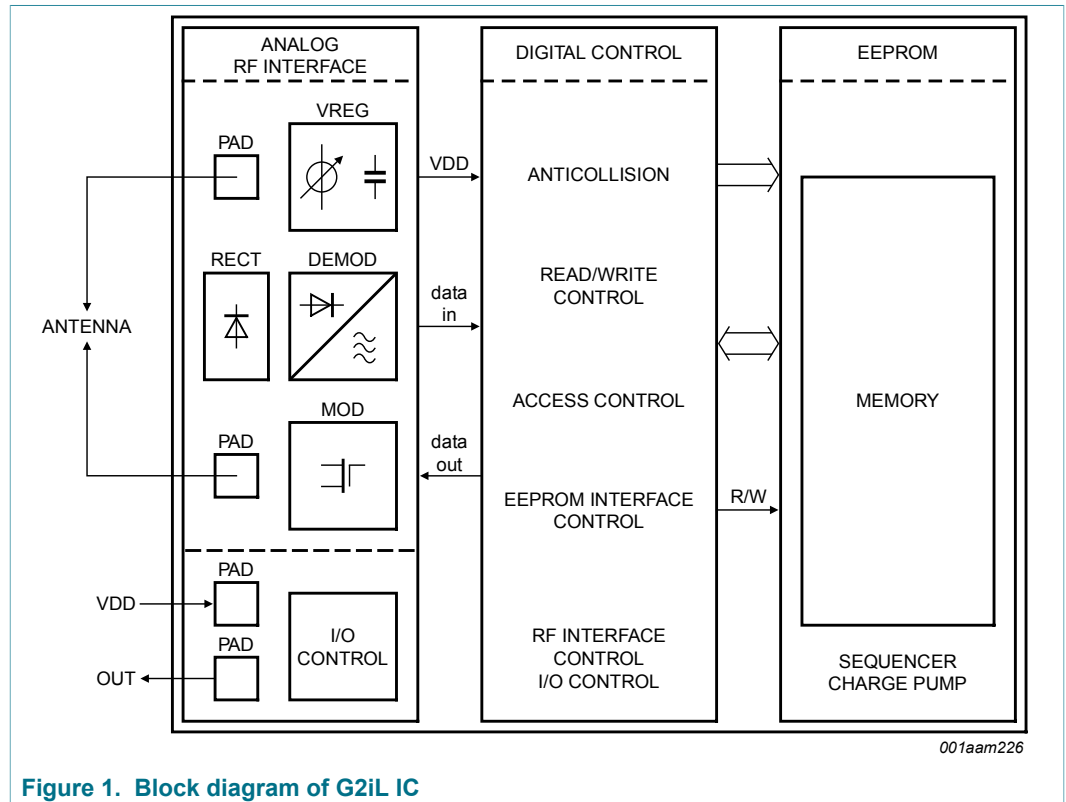 ANALOG
RF INTERFACE
DIGITAL CONTROL
EEPROM
VREG
PAD
VDD
ANTICOLLISION
RECT
DEMOD
data
in
READ/WRITE
CONTROL
ANTENNA
MOD
PAD
data
out
ACCESS CONTROL
MEMORY
EEPROM INTERFACE
CONTROL
R/W
PAD
VDD
PAD
OUT
I/O
CONTROL
RF INTERFACE
CONTROL
I/O CONTROL
SEQUENCER
CHARGE PUMP
001aam226
Figure 1. Block diagram of G2iL IC